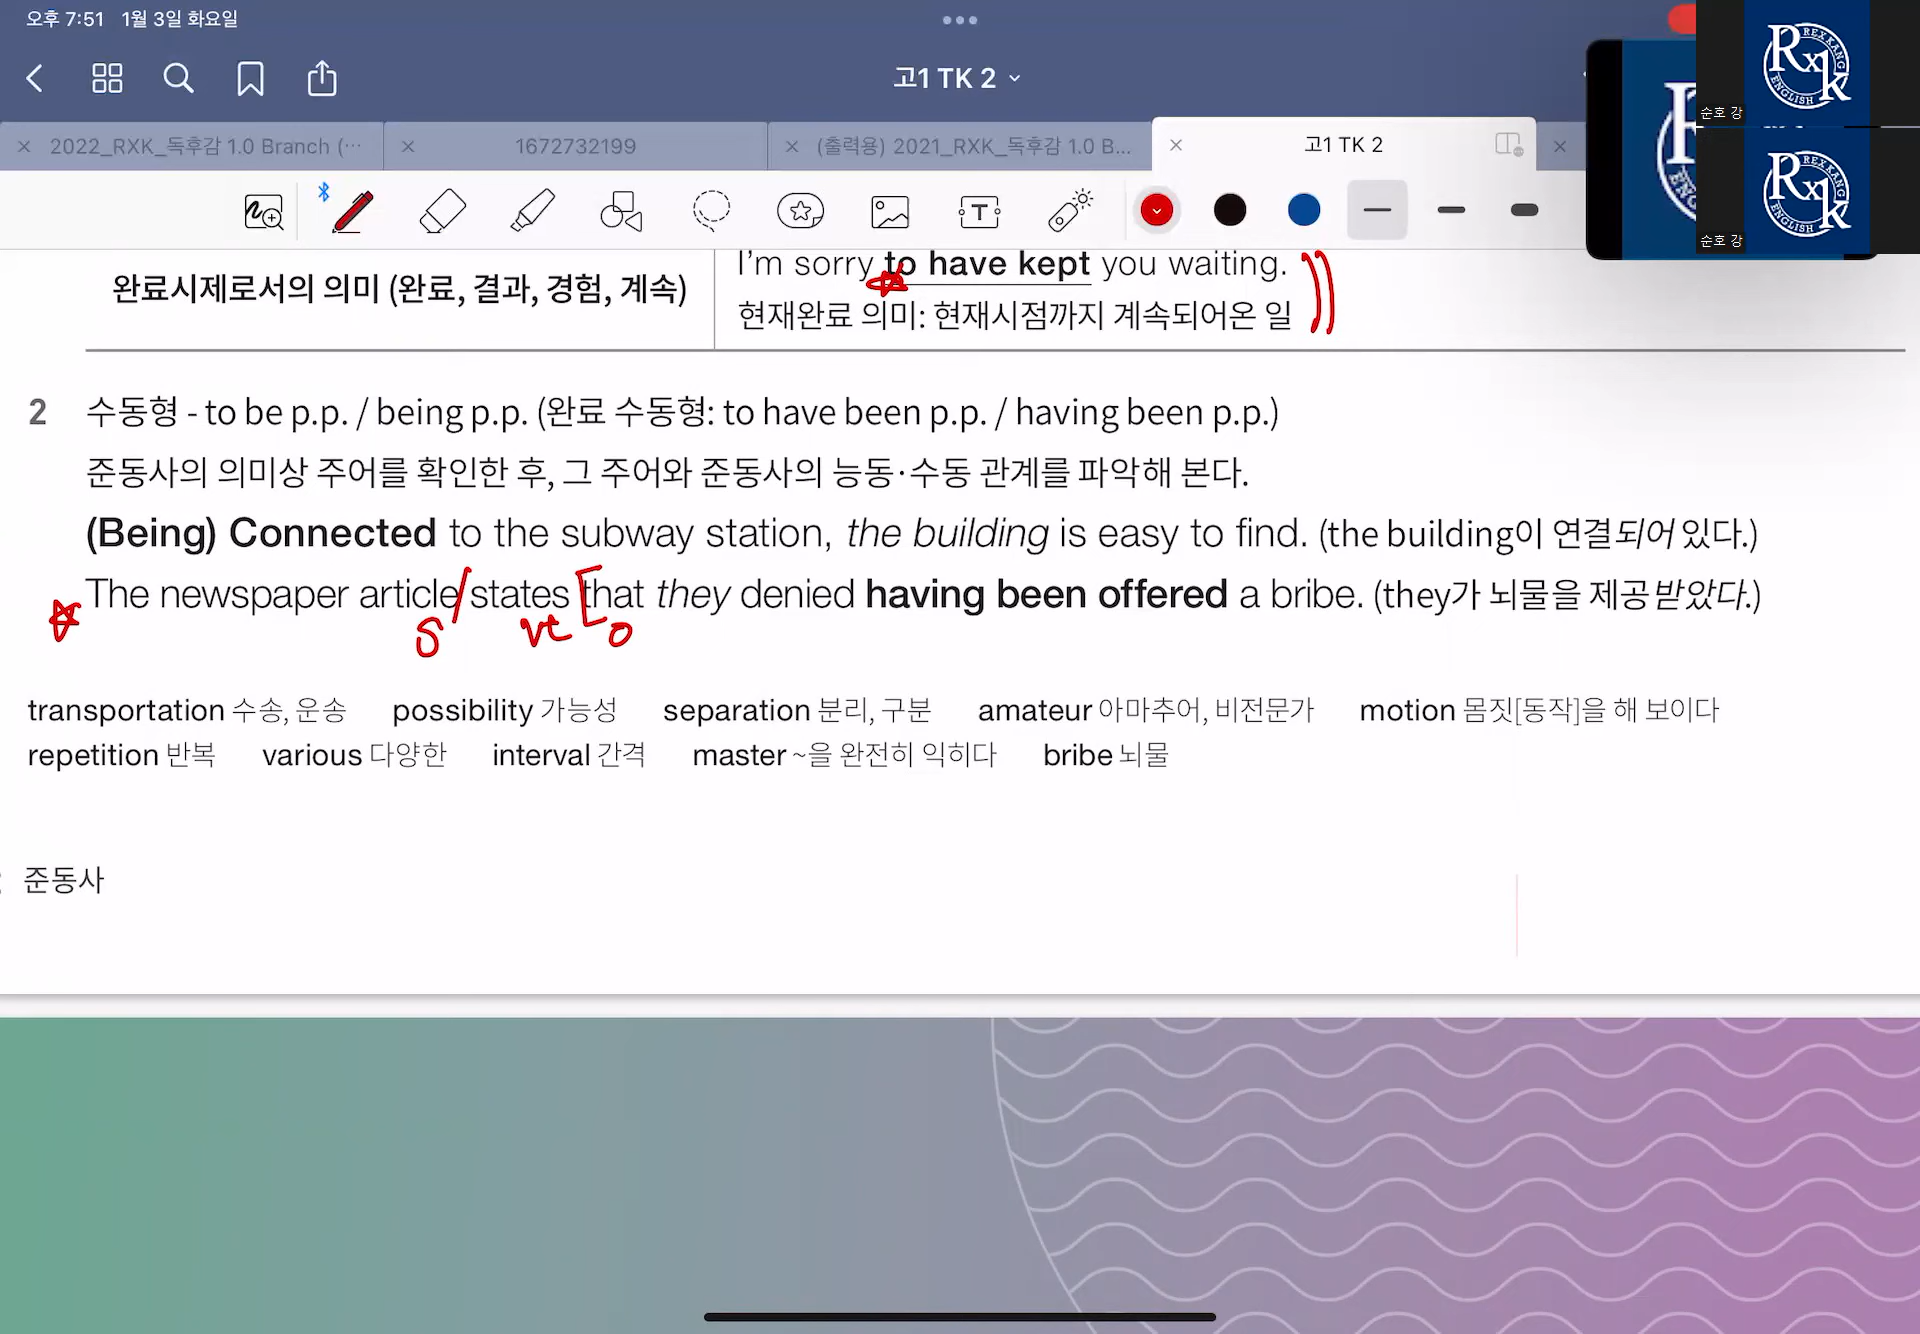 오후 7:51 1월 3일 화요일
고1 TK 2
2022_RXK_독후감 1.0 Branch (…
1672732199
(출력용) 2021_RXK_독후감 1.0 B...
고1 TK 2
순호 강
순호 강
REX KANG
RxK
ENGLISH
완료시제로서의 의미 (완료, 결과, 경험, 계속)
I'm sorry to have kept you waiting.
현재완료 의미: 현재시점까지 계속되어온 일
2 수동형 - to be p.p. / being p.p. (완료 수동형: to have been p.p. / having been p.p.)
준동사의 의미상 주어를 확인한 후, 그 주어와 준동사의 능동·수동 관계를 파악해 본다.
(Being) Connected to the subway station, the building is easy to find. (the building이 연결되어 있다.)
The newspaper article/states [that they denied having been offered a bribe. (they가 뇌물을 제공받았다.)
S vt o
transportation 수송, 운송 possibility 가능성 separation 분리, 구분 amateur 아마추어, 비전문가 motion 몸짓[동작]을 해 보이다
repetition 반복 various 다양한 interval 간격 master ~을 완전히 익히다 bribe 뇌물
준동사